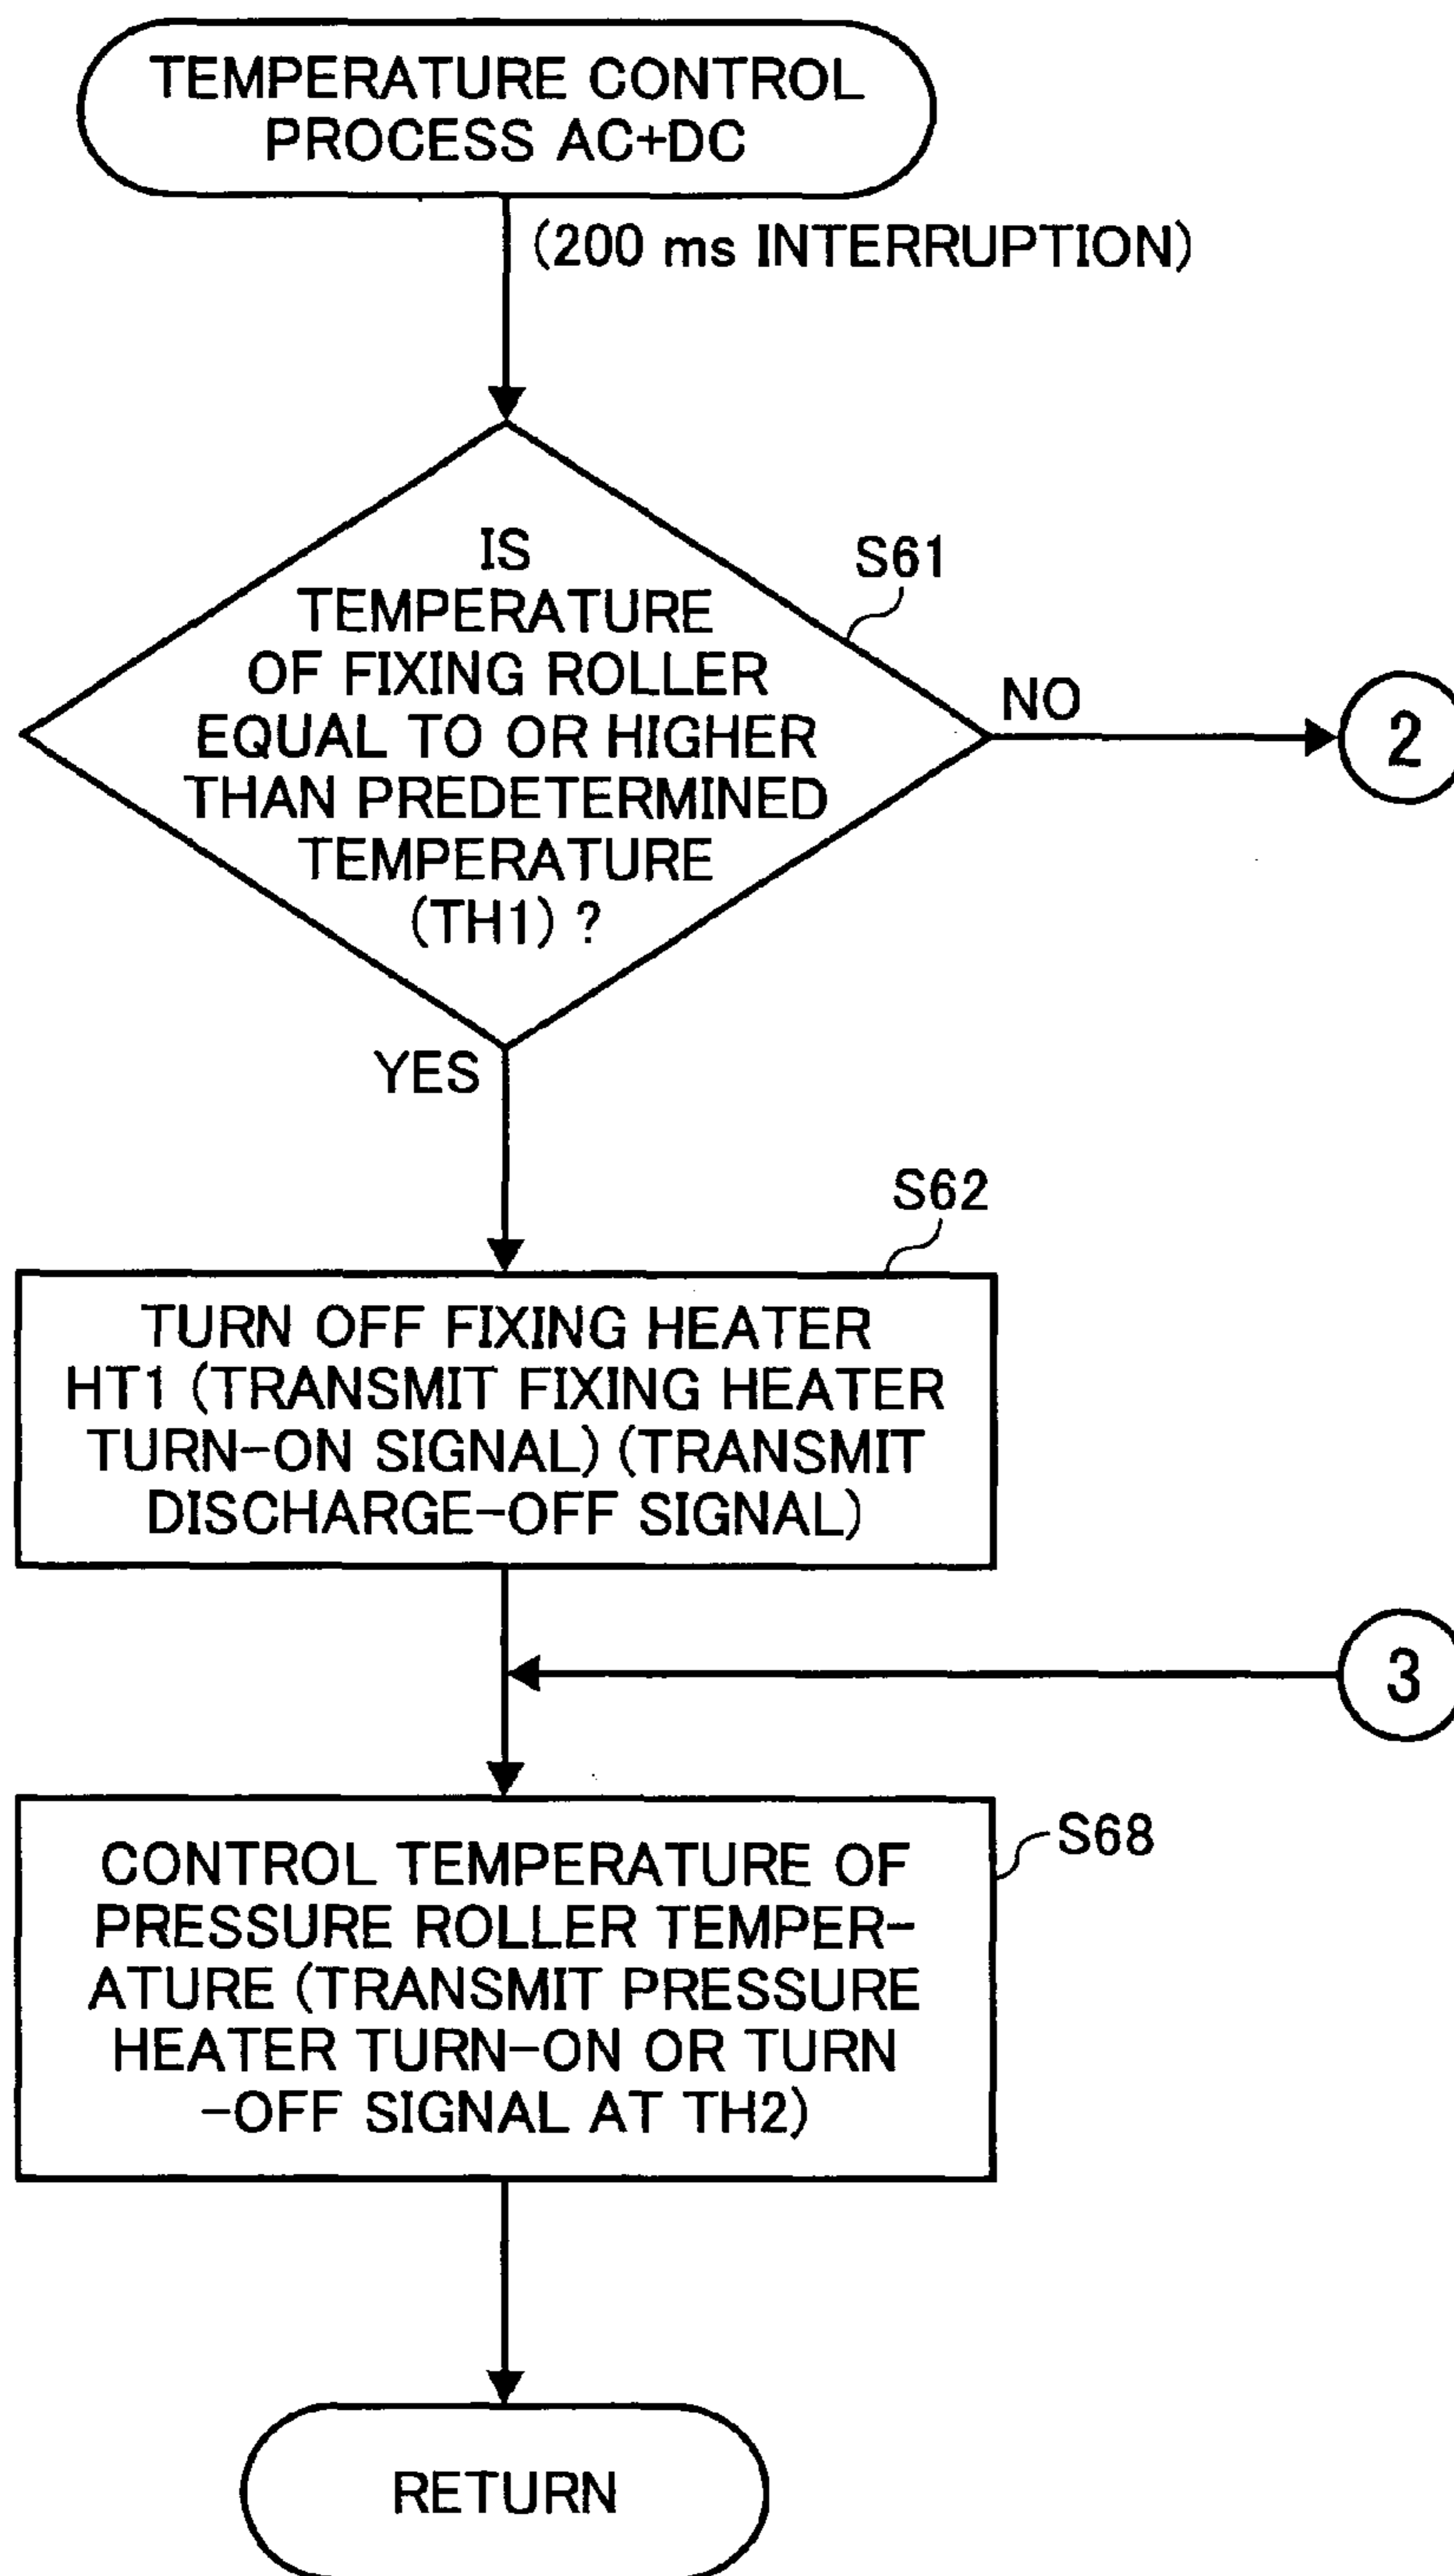 TEMPERATURE CONTROL
PROCESS AC+DC
(200 ms INTERRUPTION)
IS
TEMPERATURE
OF FIXING ROLLER
EQUAL TO OR HIGHER
THAN PREDETERMINED
TEMPERATURE
(TH1) ?
S61
NO
2
YES
S62
TURN OFF FIXING HEATER
HT1 (TRANSMIT FIXING HEATER
TURN-ON SIGNAL) (TRANSMIT
DISCHARGE-OFF SIGNAL)
3
S68
CONTROL TEMPERATURE OF
PRESSURE ROLLER TEMPER-
ATURE (TRANSMIT PRESSURE
HEATER TURN-ON OR TURN
-OFF SIGNAL AT TH2)
RETURN